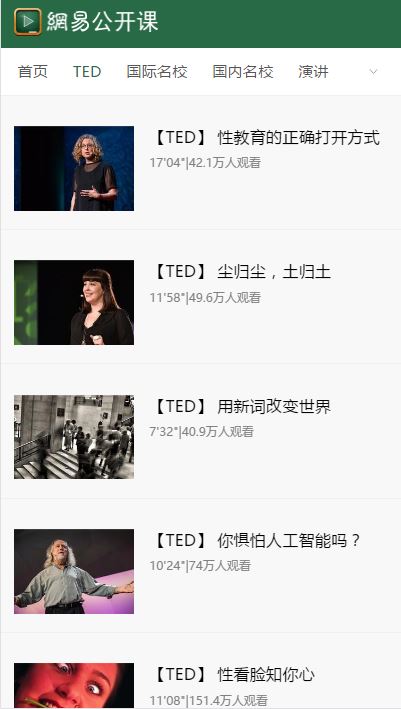 網易公开课
首页 TED 国际名校 国内名校 演讲
【TED】 性教育的正确打开方式
17'04"|42.1万人观看
【TED】 尘归尘，土归土
11'58"|49.6万人观看
【TED】 用新词改变世界
7'32"|40.9万人观看
【TED】 你惧怕人工智能吗？
10'24"|74万人观看
【TED】 性看脸知你心
11'08"|151.4万人观看